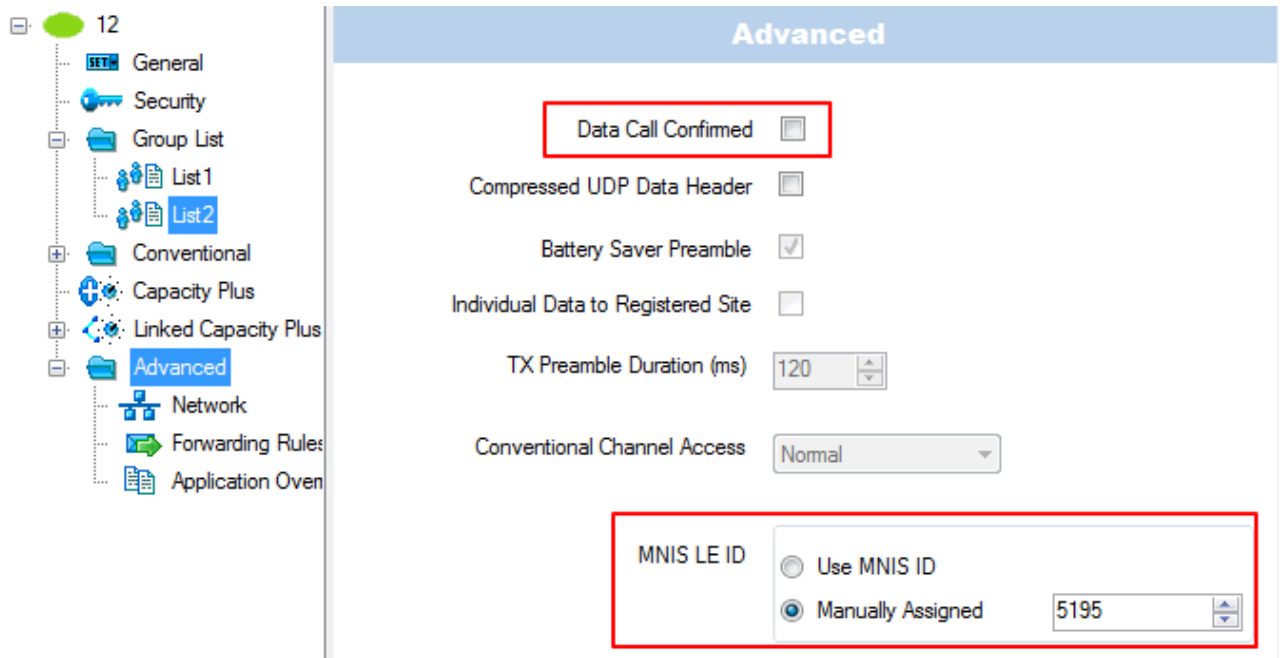 12
SET
General
Security
Group List
List1
List2
Conventional
Capacity Plus
Linked Capacity Plus
Advanced
Network
Forwarding Rules
Application Overr
Advanced
Data Call Confirmed
Compressed UDP Data Header
Battery Saver Preamble
Individual Data to Registered Site
TX Preamble Duration (ms) 120
Conventional Channel Access Normal
MNIS LE ID
Use MNIS ID
Manually Assigned 5195